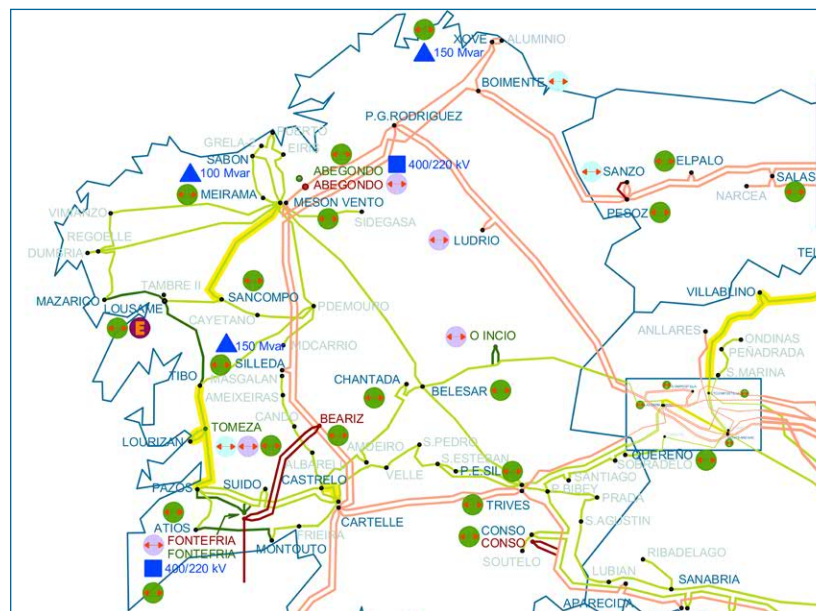 XOVE
ALUMINIO
150 Mvar
BOIMENTE
P.G.RODRIGUEZ
PUERTO
GRELA-2
EIRIS
SABON
ABEGONDO
ABEGONDO
400/220 kV
100 Mvar
MEIRAMA
MESON VENTO
SIDEGASA
SANZO
ELPALO
PESOZ
NARCEA
SALAS
VIMIANZO
REGOELLE
DUMBRIA
LUDRIO
TEL
VILLABLINO
MAZARICO
TAMBRE II
LOUSAME
E
SANCOMPO
CAYETANO
PDEMOURO
O INCIO
ANLLARES
ONDINAS
PEÑADRADA
S.MARINA
150 Mvar
MDCARRIO
SILLEDA
MASGALAN
TIBO
AMEIXEIRAS
CHANTADA
BELESAR
CANDO
BEARIZ
TOMEZA
LOURIZAN
AMOEIRO
S.PEDRO
ALBARELL
VELLE
S.ESTEBAN
P.E.SIL
QUEREÑO
SOBRADELO
SANTIAGO
PAZOS
SUIDO
CASTRELO
P.BIBEY
PRADA
TRIVES
CARTELLE
S.AGUSTIN
ATIOS
FRIEIRA
CONSO
CONSO
SOUTELO
FONTEFRIA
FONTEFRIA
MONTOUTO
400/220 kV
RIBADELAGO
LUBIAN
SANABRIA
APARECIDA